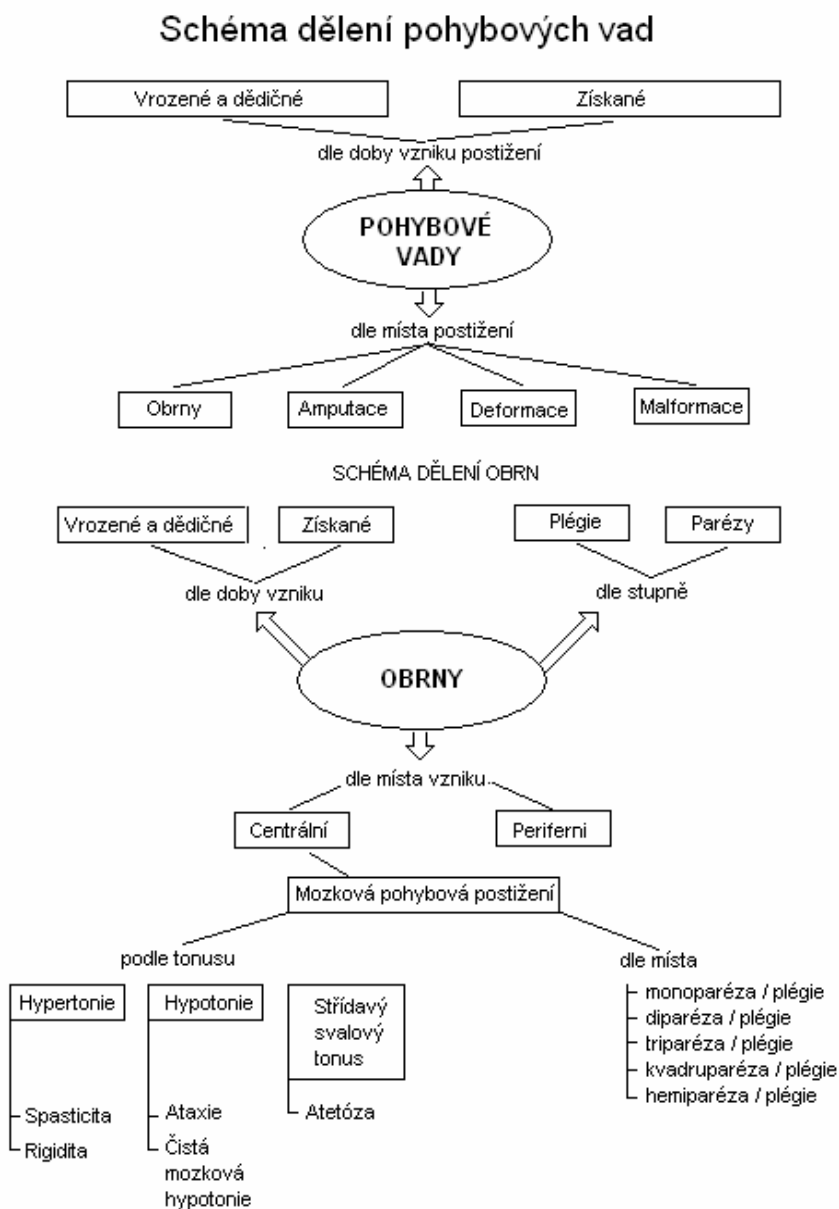 Schéma dělení pohybových vad
Vrozené a dědičné
Získané
dle doby vzniku postižení
POHYBOVÉ
VADY
dle místa postižení
Obrny
Amputace
Deformace
Malformace
SCHÉMA DĚLENÍ OBRN
Vrozené a dědičné
Získané
Plégie
Parézy
dle doby vzniku
dle stupně
OBRNY
dle místa vzniku
Centrální
Periferni
Mozková pohybová postižení
podle tonusu
dle místa
Hypertonie
Spasticita
Rigidita
Hypotonie
Ataxie
Čistá
mozková
hypotonie
Střídavý
svalový
tonus
Atetóza
monoparéza / plégie
diparéza / plégie
triparéza / plégie
kvadruparéza / plégie
hemiparéza / plégie